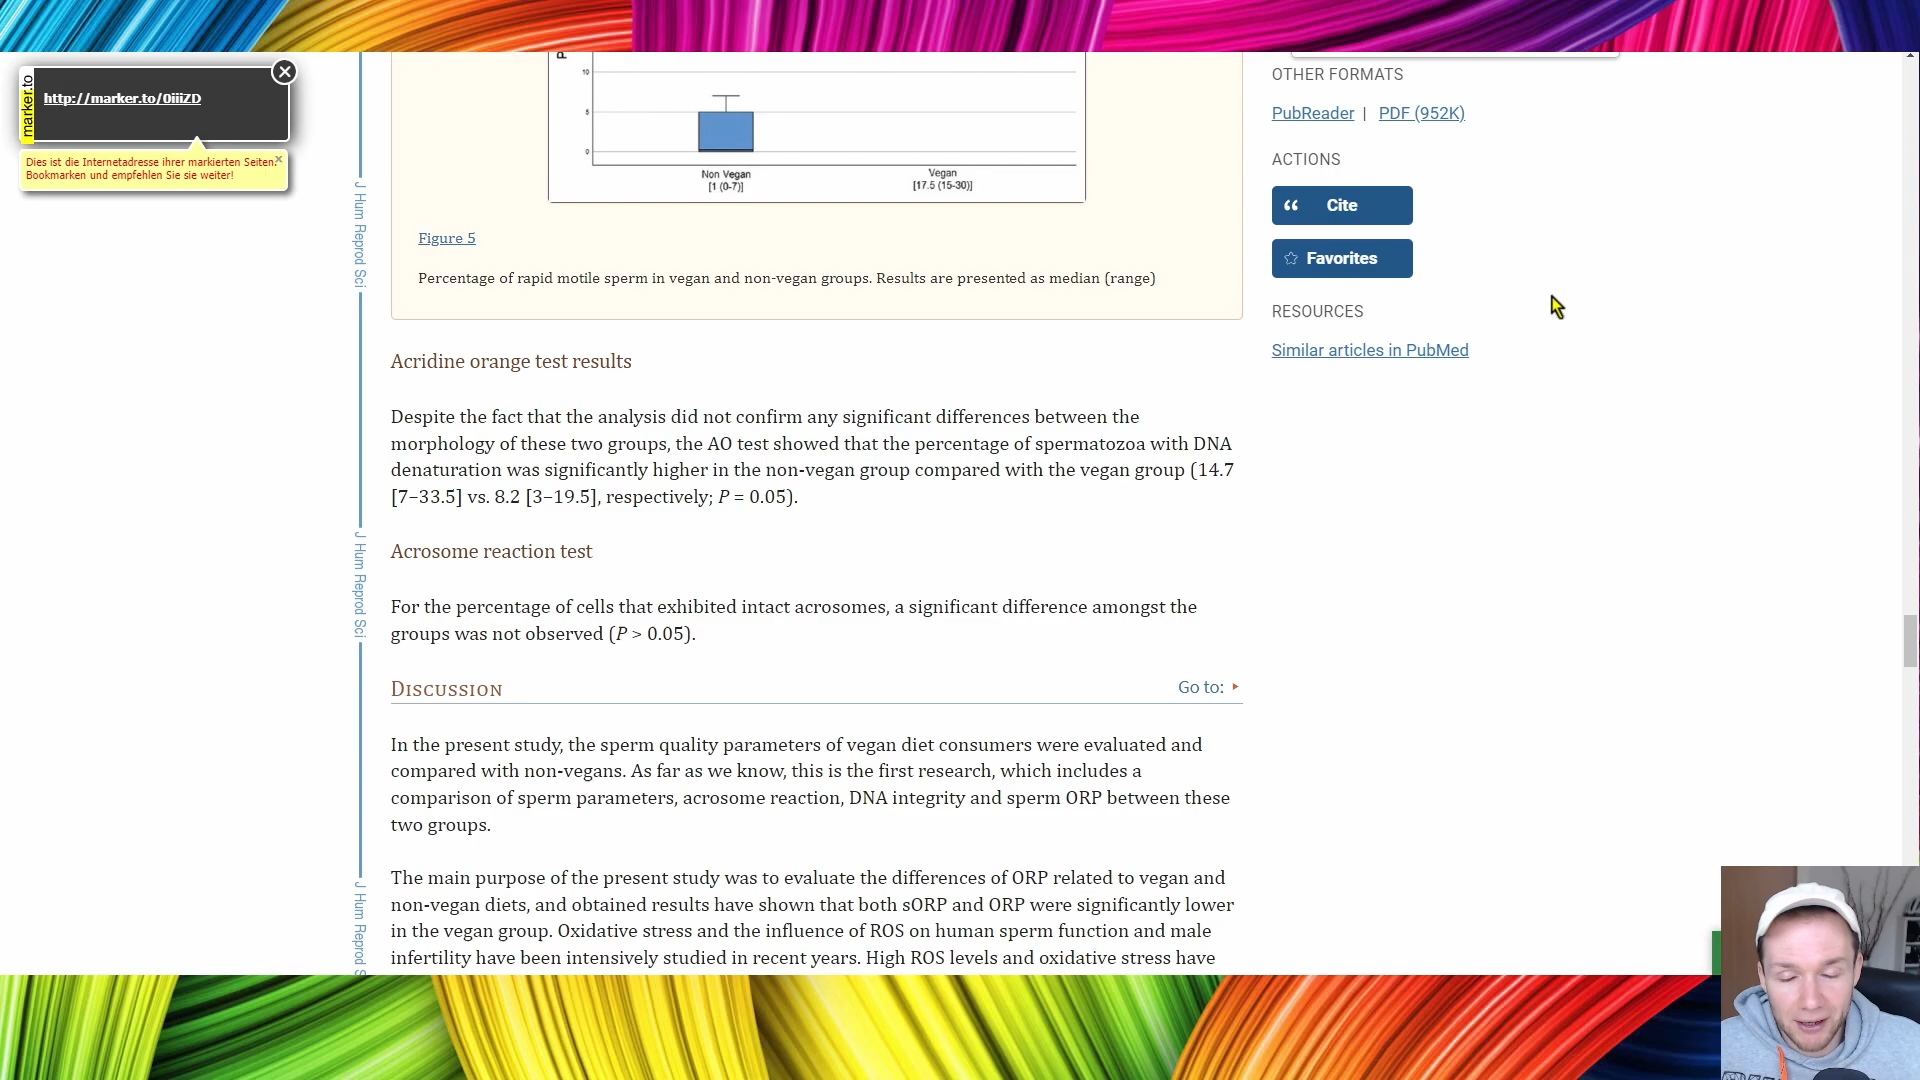 marker.to
http://marker.to/0iiiZD
Dies ist die Internetadresse ihrer markierten Seiten.
Bookmarken und empfehlen Sie sie weiter!
J Hum Reprod Sci
J Hum Reprod Sci
J Hum Reprod S
10
5
0
Non Vegan
[1 (0-7)]
Vegan
[17.5 (15-30)]
Figure 5
Percentage of rapid motile sperm in vegan and non-vegan groups. Results are presented as median (range)
Acridine orange test results
Despite the fact that the analysis did not confirm any significant differences between the
morphology of these two groups, the AO test showed that the percentage of spermatozoa with DNA
denaturation was significantly higher in the non-vegan group compared with the vegan group (14.7
[7–33.5] vs. 8.2 [3–19.5], respectively; P = 0.05).
Acrosome reaction test
For the percentage of cells that exhibited intact acrosomes, a significant difference amongst the
groups was not observed (P > 0.05).
DISCUSSION
Go to:
In the present study, the sperm quality parameters of vegan diet consumers were evaluated and
compared with non-vegans. As far as we know, this is the first research, which includes a
comparison of sperm parameters, acrosome reaction, DNA integrity and sperm ORP between these
two groups.
The main purpose of the present study was to evaluate the differences of ORP related to vegan and
non-vegan diets, and obtained results have shown that both sORP and ORP were significantly lower
in the vegan group. Oxidative stress and the influence of ROS on human sperm function and male
infertility have been intensively studied in recent years. High ROS levels and oxidative stress have
OTHER FORMATS
PubReader | PDF (952K)
ACTIONS
Cite
Favorites
RESOURCES
Similar articles in PubMed